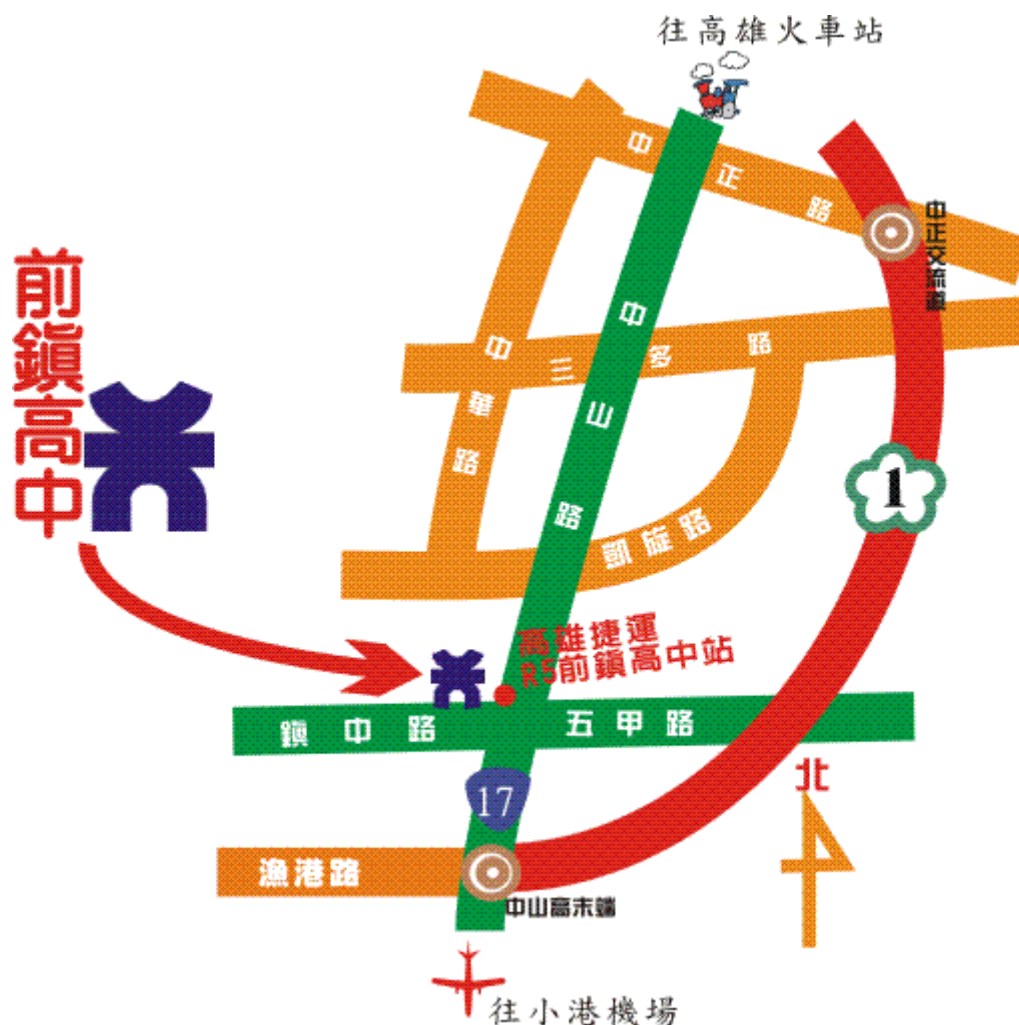 往高雄火車站
中正路
中正交流道
前鎮高中
中山路
三多路
中華路
1
凱旋路
高雄捷運
R5前鎮高中站
鎮中路
五甲路
北
17
漁港路
中山高末端
往小港機場